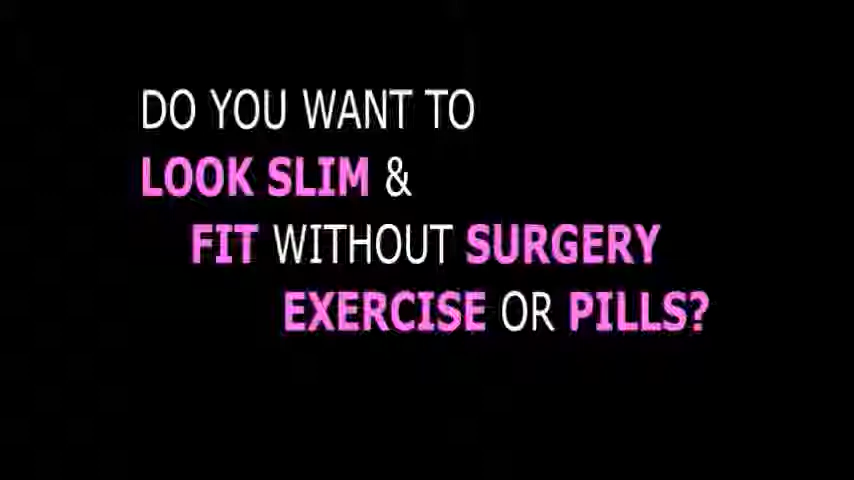 DO YOU WANT TO
LOOK SLIM &
FIT WITHOUT SURGERY
EXERCISE OR PILLS?